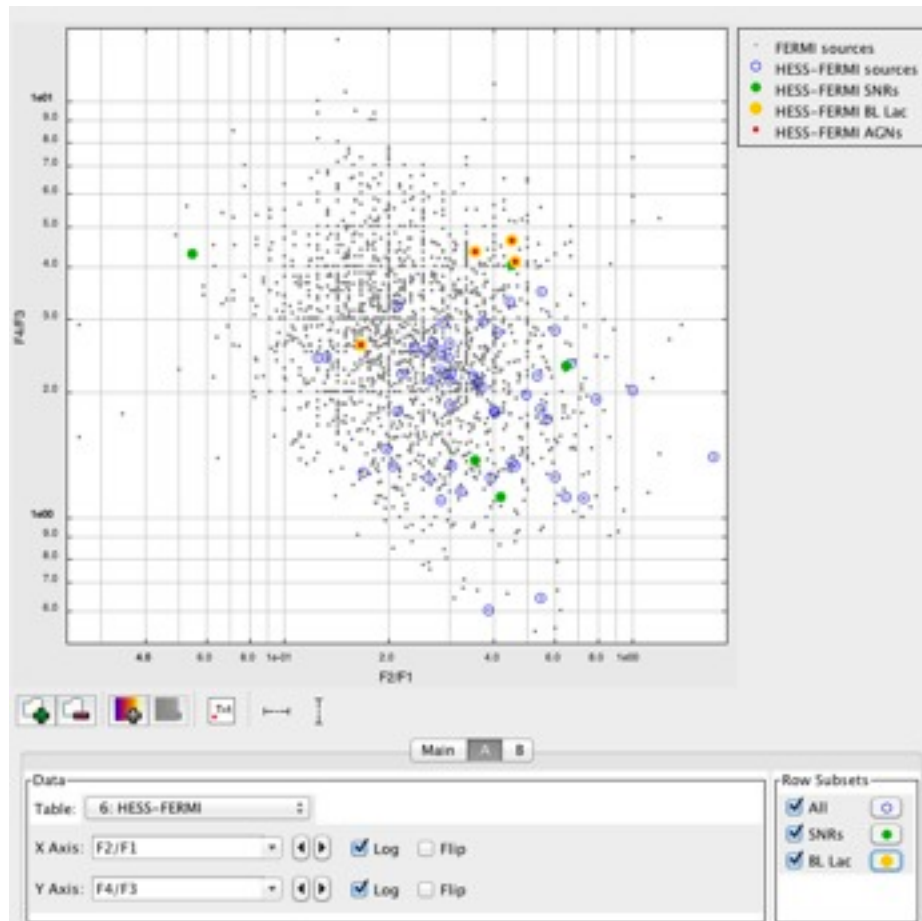 FERMI sources
HESS-FERMI sources
HESS-FERMI SNRs
HESS-FERMI BL Lac
HESS-FERMI AGNs
1e01
9.0
8.0
7.0
6.0
5.0
4.0
3.0
2.0
1e00
9.0
8.0
7.0
6.0
F4/F3
4.0 6.0 8.0 1e-01 2.0 4.0 6.0 8.0 1e00
F2/F1
Txt
Main A B
Data
Table: 6: HESS-FERMI
X Axis: F2/F1 Log Flip
Y Axis: F4/F3 Log Flip
Row Subsets
All
SNRs
BL Lac